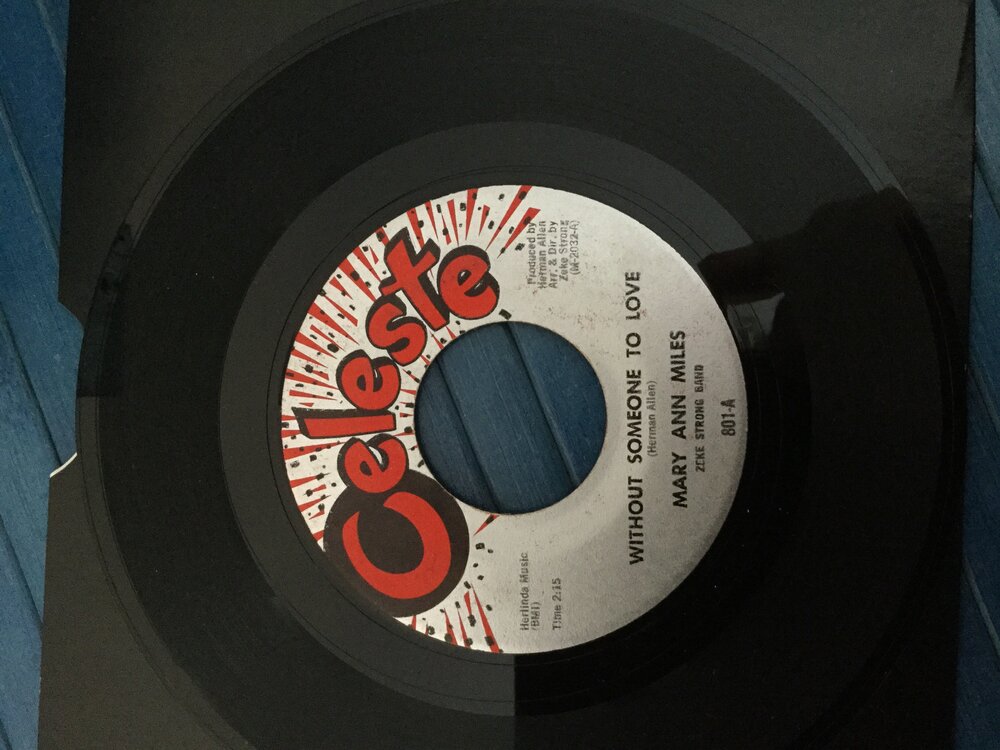 Celeste
Produced by
Herman Allen
Arr. & Dir. by
Zeke Strong
(M-2032-A)
Herlinda Music
(BMI)
Time 2:15
WITHOUT SOMEONE TO LOVE
(Herman Allen)
MARY ANN MILES
ZEKE STRONG BAND
801-A